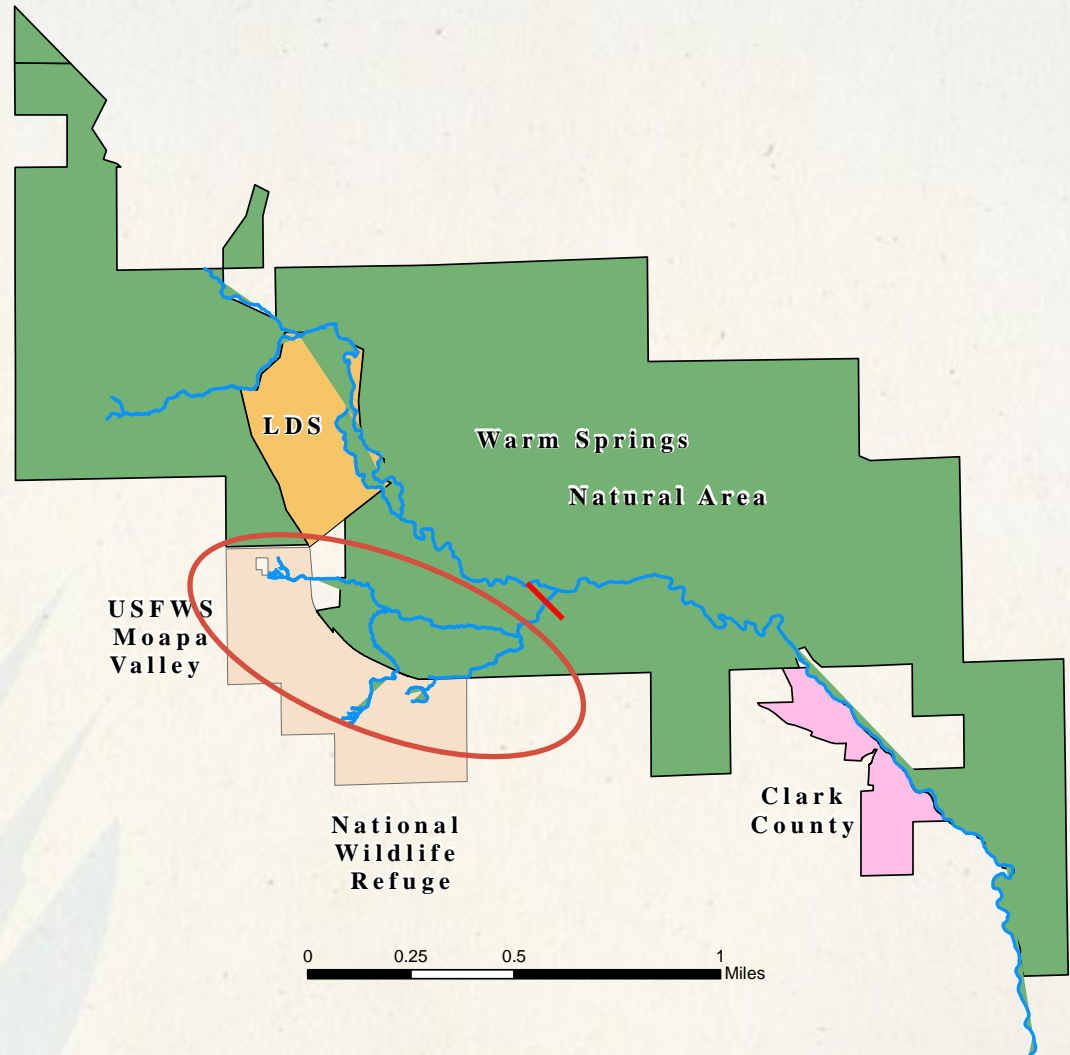 LDS
Warm Springs
Natural Area
USFWS
Moapa
Valley
National
Wildlife
Refuge
Clark
County
0 0.25 0.5 1
Miles